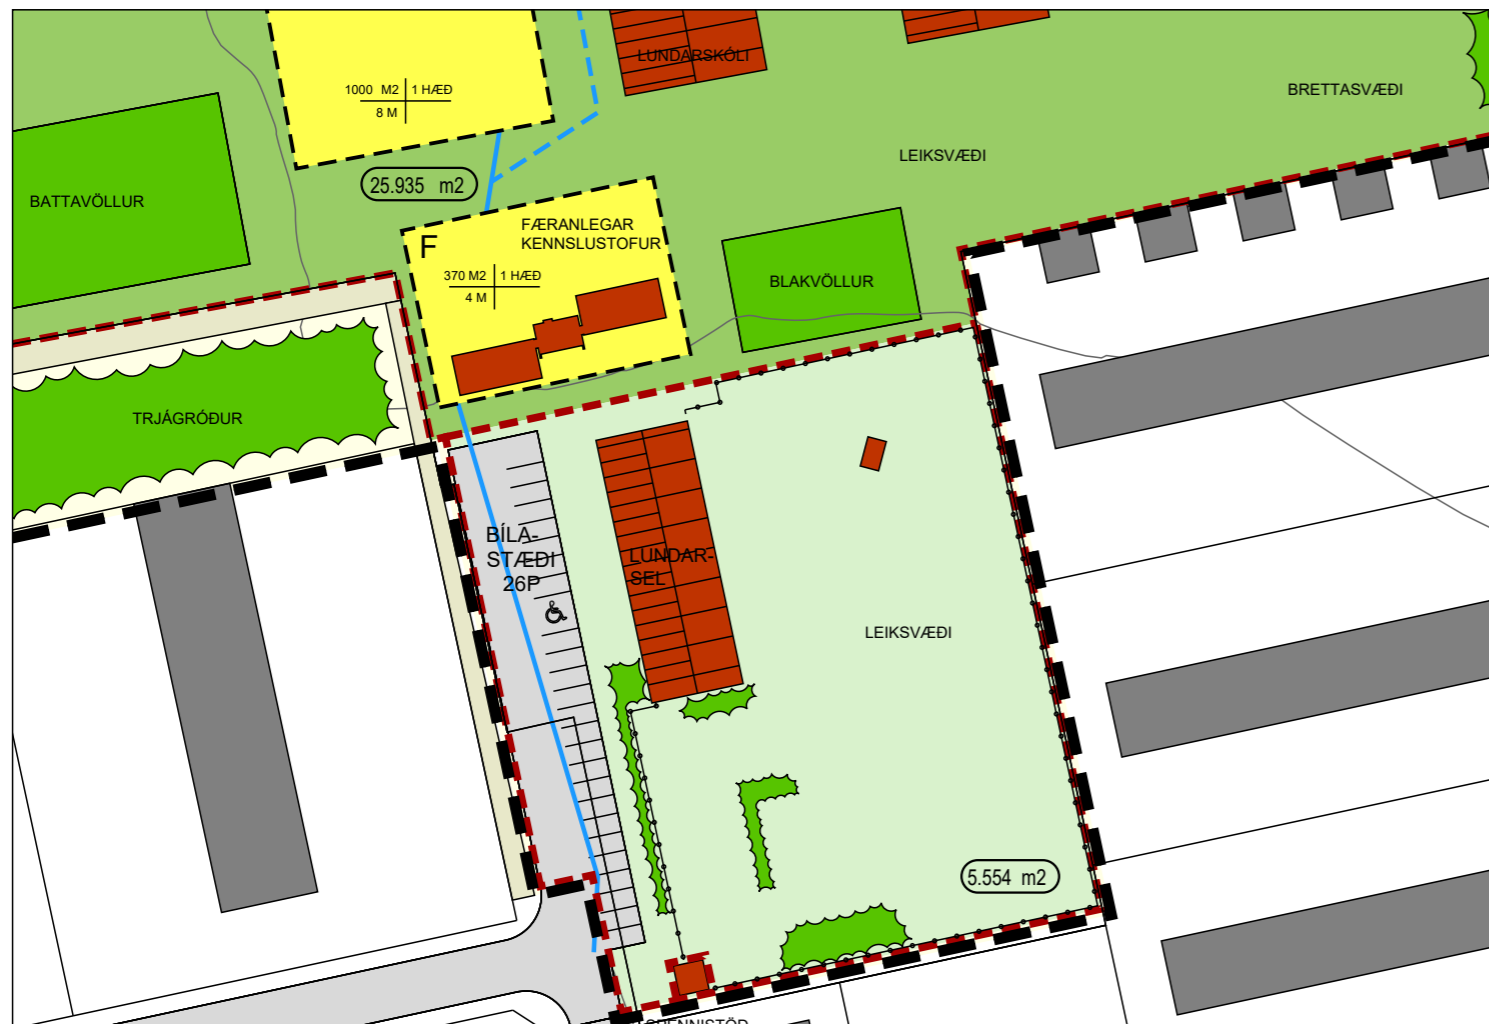 LUNDARSKÓLI
BRETTASVÆÐI
1000 M2 1 HÆÐ
8 M
LEIKSVÆÐI
25.935 m2
BATTAVÖLLUR
F
FÆRANLEGAR
KENNSLUSTOFUR
370 M2 1 HÆÐ
4 M
BLAKVÖLLUR
TRJÁGRÓÐUR
BÍLA-
STÆÐI
26P
LUNDAR-
SEL
LEIKSVÆÐI
5.554 m2